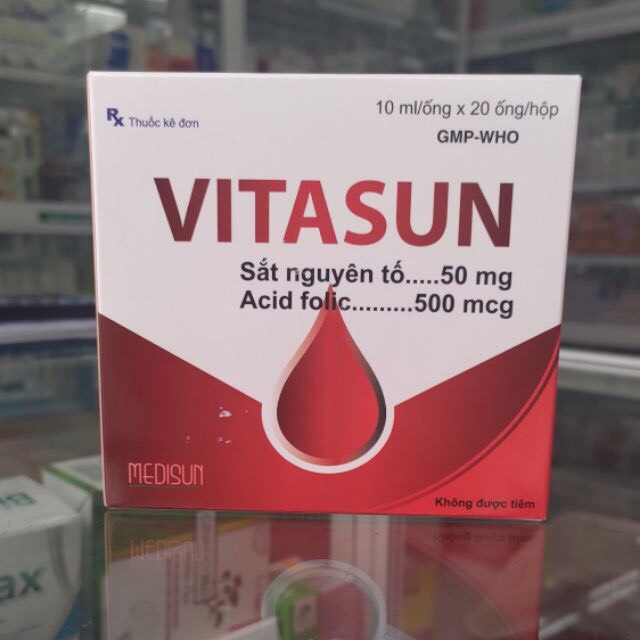 Rx Thuốc kê đơn
10 ml/ống x 20 ống/hộp
GMP-WHO
VITASUN
Sắt nguyên tố.....50 mg
Acid folic.........500 mcg
MEDISUN
Không được tiêm
ax